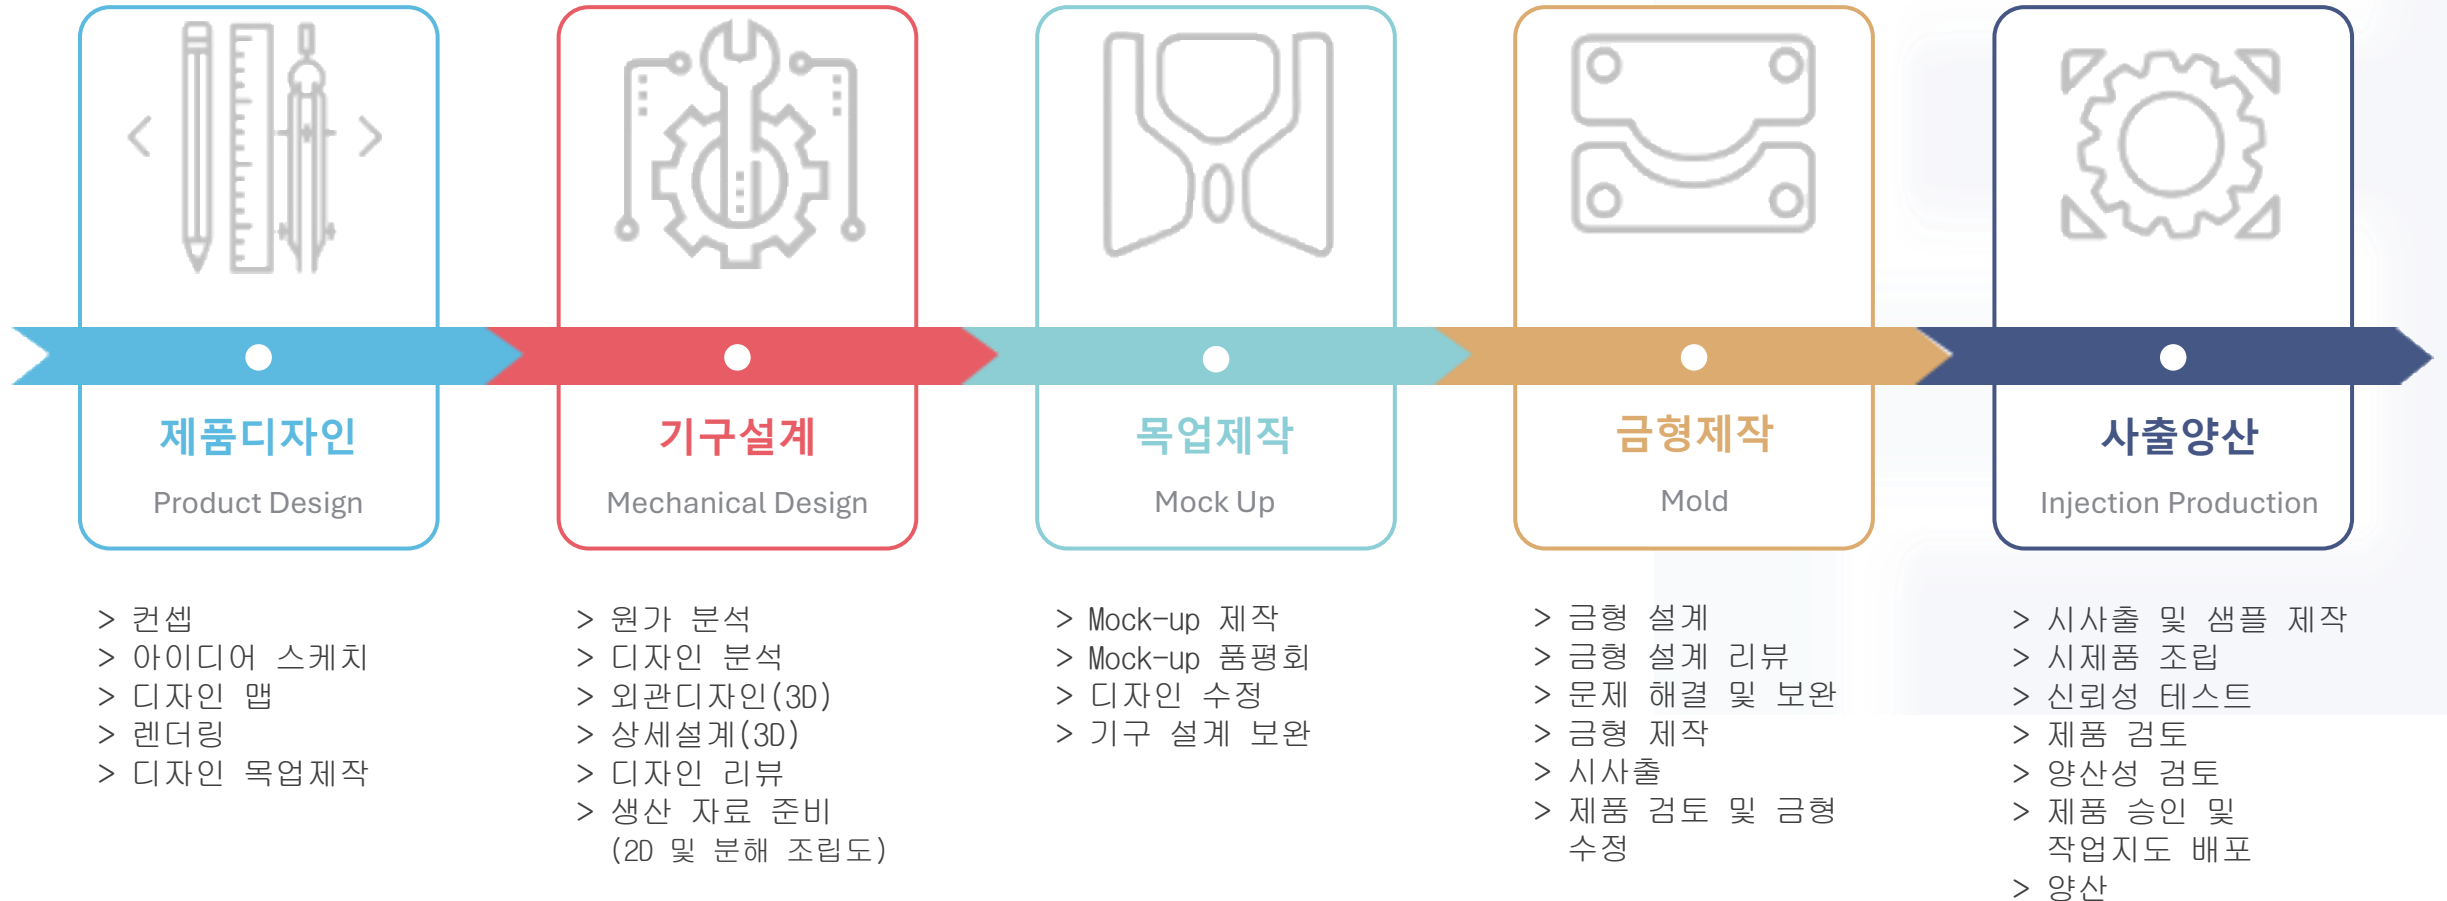 제품디자인
Product Design
> 컨셉
> 아이디어 스케치
> 디자인 맵
> 렌더링
> 디자인 목업제작
기구설계
Mechanical Design
> 원가 분석
> 디자인 분석
> 외관디자인(3D)
> 상세설계(3D)
> 디자인 리뷰
> 생산 자료 준비
(2D 및 분해 조립도)
목업제작
Mock Up
> Mock-up 제작
> Mock-up 품평회
> 디자인 수정
> 기구 설계 보완
금형제작
Mold
> 금형 설계
> 금형 설계 리뷰
> 문제 해결 및 보완
> 금형 제작
> 시사출
> 제품 검토 및 금형
수정
사출양산
Injection Production
> 시사출 및 샘플 제작
> 시제품 조립
> 신뢰성 테스트
> 제품 검토
> 양산성 검토
> 제품 승인 및
작업지도 배포
> 양산